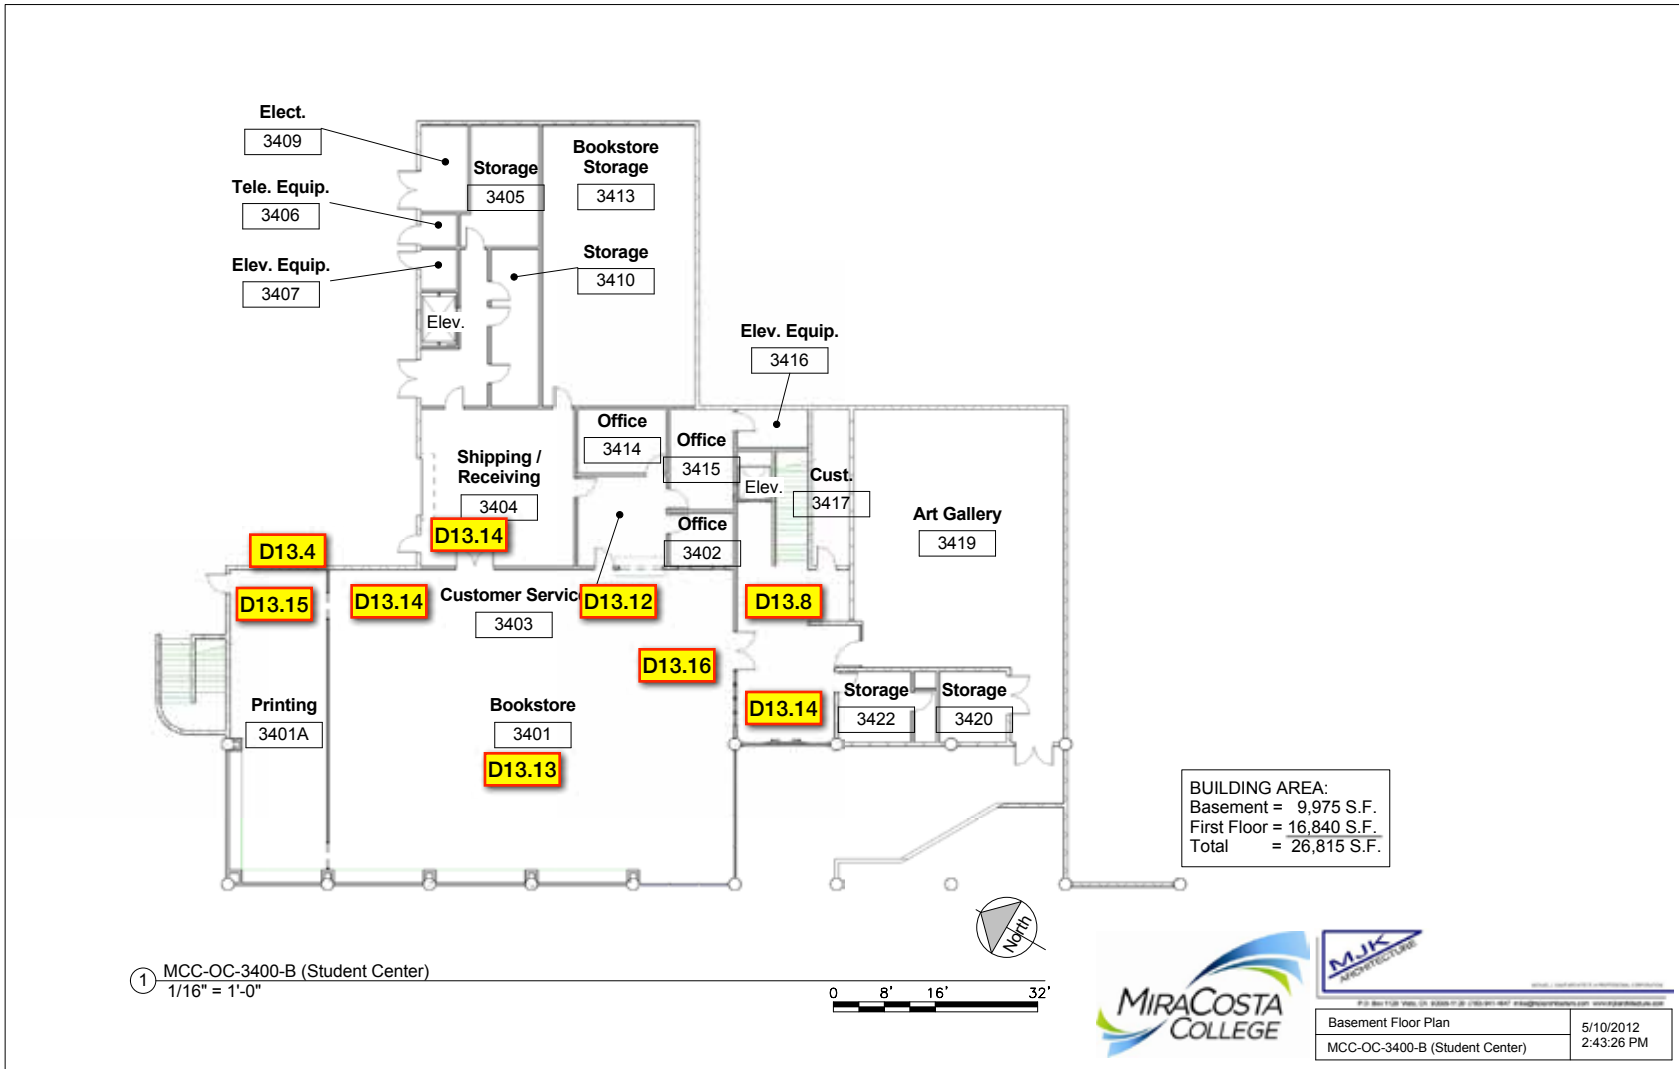 Elect.
3409
Tele. Equip.
3406
Elev. Equip.
3407
Storage
3405
Bookstore
Storage
3413
Storage
3410
Elev.
Elev. Equip.
3416
Office
3414
Office
3415
Shipping /
Receiving
3404
Elev.
Cust.
3417
Office
3402
Art Gallery
3419
D13.14
D13.4
D13.15
D13.14
Customer Servic
3403
D13.12
D13.8
D13.16
Printing
3401A
Bookstore
3401
D13.13
D13.14
Storage
3422
Storage
3420
BUILDING AREA:
Basement = 9,975 S.F.
First Floor = 16,840 S.F.
Total = 26,815 S.F.
North
1
MCC-OC-3400-B (Student Center)
1/16" = 1'-0"
0 8' 16' 32'
MIRACOSTA
COLLEGE
MJK
ARCHITECTURE
Basement Floor Plan
MCC-OC-3400-B (Student Center)
5/10/2012
2:43:26 PM